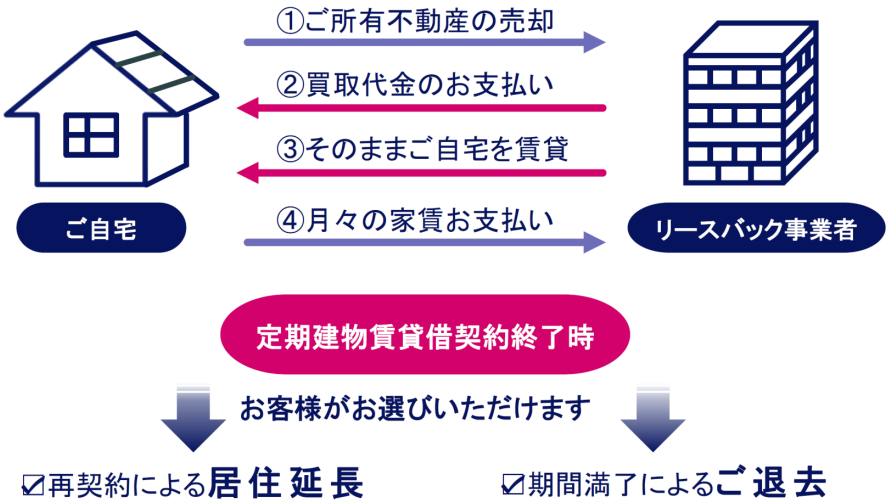 ①ご所有不動産の売却
②買取代金のお支払い
③そのままご自宅を賃貸
④月々の家賃お支払い
ご自宅
リースバック事業者
定期建物賃貸借契約終了時
お客様がお選びいただけます
☑再契約による居住延長
☑期間満了によるご退去